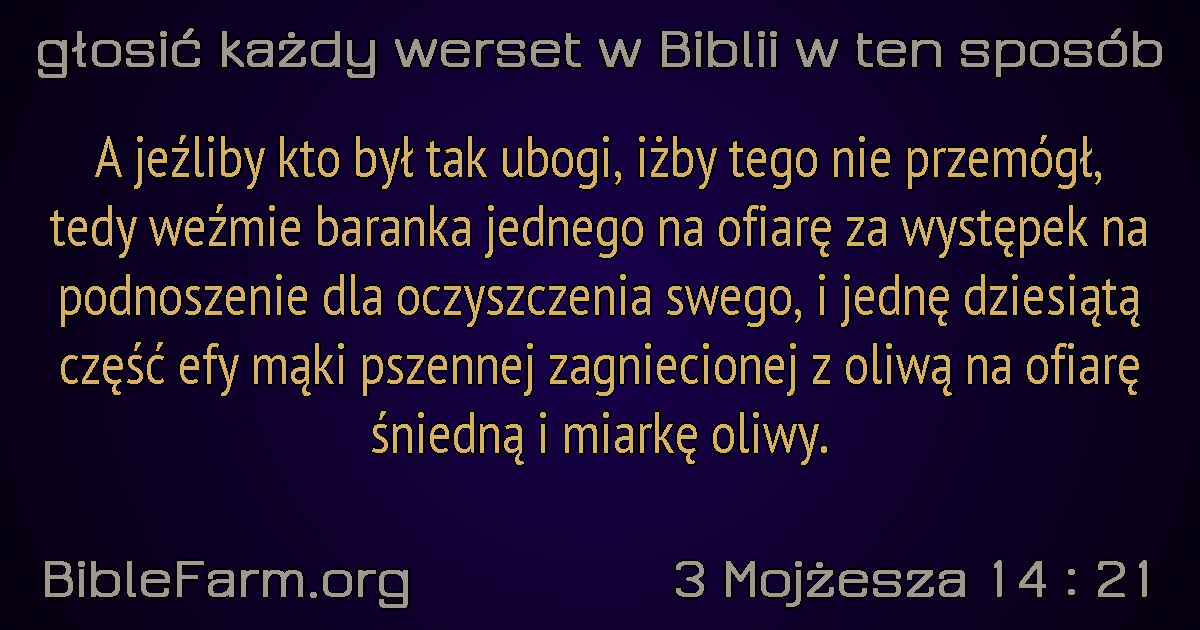 głosić każdy werset w Biblii w ten sposób
A jeźliby kto był tak ubogi, iżby tego nie przemógł,
tedy weźmie baranka jednego na ofiarę za występek na
podnoszenie dla oczyszczenia swego, i jednę dziesiątą
część efy mąki pszennej zagniecionej z oliwą na ofiarę
śniedną i miarkę oliwy.
BibleFarm.org
3 Mojżesza 14 : 21